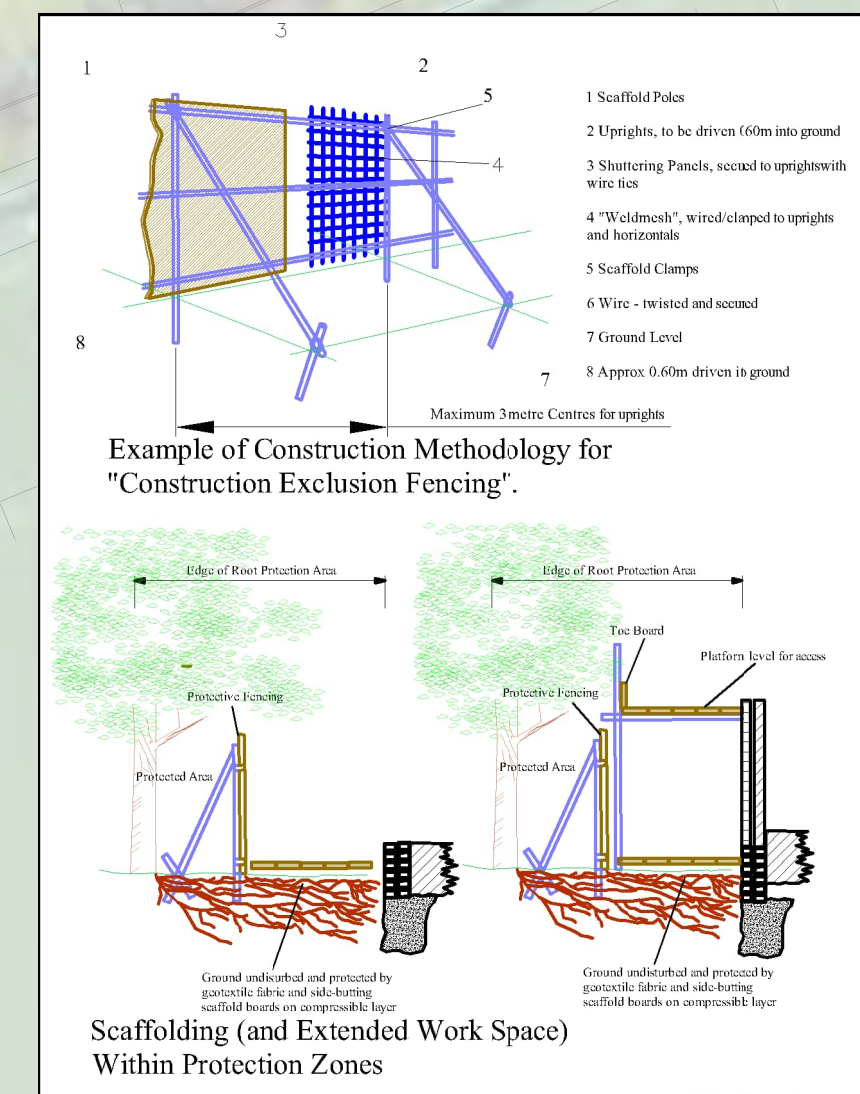 3
1
2
5
4
8
7
1 Scaffold Poles
2 Uprights, to be driven (60m into ground
3 Shuttering Panels, secued to uprightswith
wire ties
4 "Weldmesh", wired/clanped to uprights
and horizontals
5 Scaffold Clamps
6 Wire - twisted and secured
7 Ground Level
8 Approx 0.60m driven ito ground
Maximum 3metre Centres for uprights
Example of Construction Methodology for
"Construction Exclusion Fencing".
Edge of Root Protection Area
Protective Fencing
Protected Area
Ground undisurbed and protected by
geotextile fabric and side-butting
scaffold boards on compressible layer
Edge of Root Protection Area
Toe Board
Platforn level for access
Protective Fencing
Protected Area
Ground undisturbed and protected by
geotextile fabric and side-butting
scaffold boards on compressible layer
Scaffolding (and Extended Work Space)
Within Protection Zones